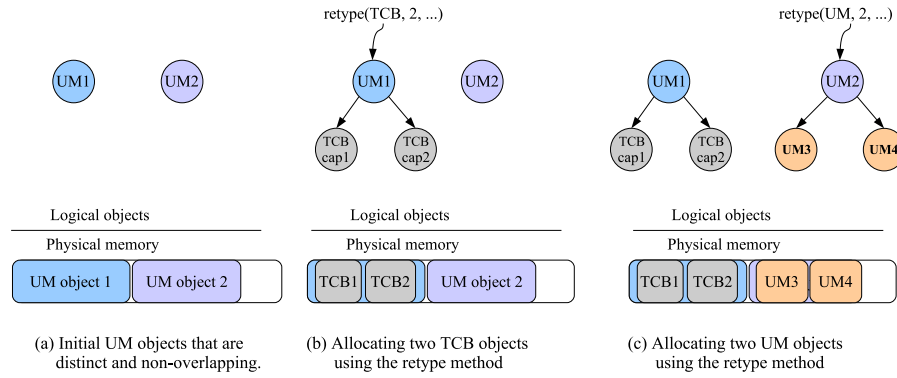 retype(TCB, 2, ...)
retype(UM, 2, ...)
UM1
UM2
UM1
UM2
UM1
UM2
TCB
cap1
TCB
cap2
TCB
cap1
TCB
cap2
UM3
UM4
Logical objects
Logical objects
Logical objects
Physical memory
Physical memory
Physical memory
UM object 1
UM object 2
TCB1
TCB2
UM object 2
TCB1
TCB2
UM3
UM4
(a) Initial UM objects that are
distinct and non-overlapping.
(b) Allocating two TCB objects
using the retype method
(c) Allocating two UM objects
using the retype method